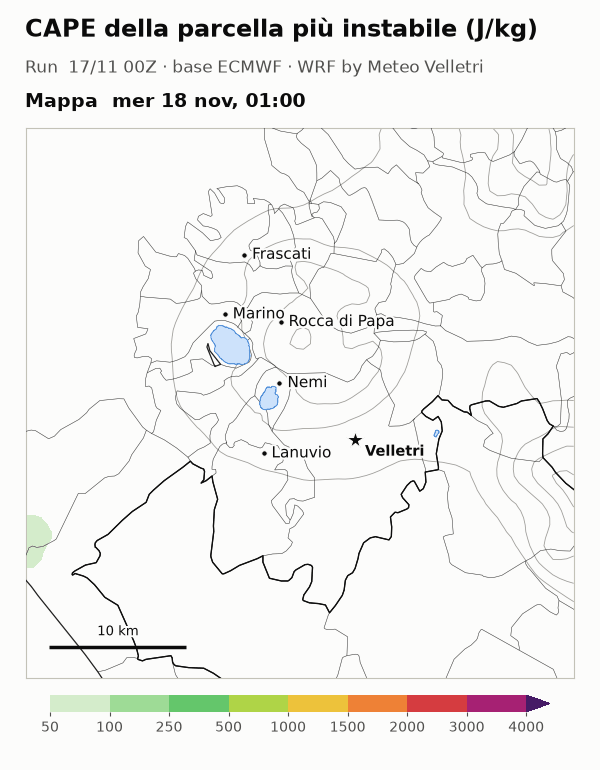 CAPE della parcella più instabile (J/kg)
Run  17/11 00Z · base ECMWF · WRF by Meteo Velletri
Mappa  mer 18 nov, 01:00
Frascati
Marino
Rocca di Papa
Nemi
Velletri
Lanuvio
10 km
50 100 250 500 1000 1500 2000 3000 4000